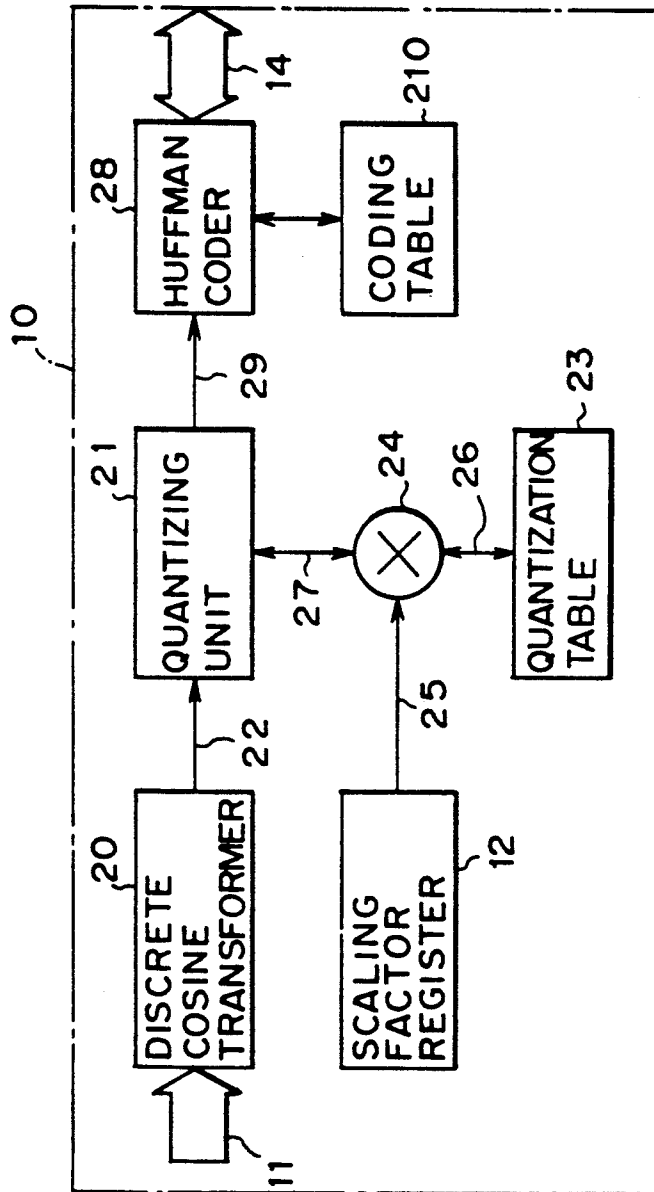 10
20
DISCRETE
COSINE
TRANSFORMER
11
22
21
QUANTIZING
UNIT
29
28
HUFFMAN
CODER
14
27
SCALING
FACTOR
REGISTER
12
25
24
26
QUANTIZATION
TABLE
23
CODING
TABLE
210